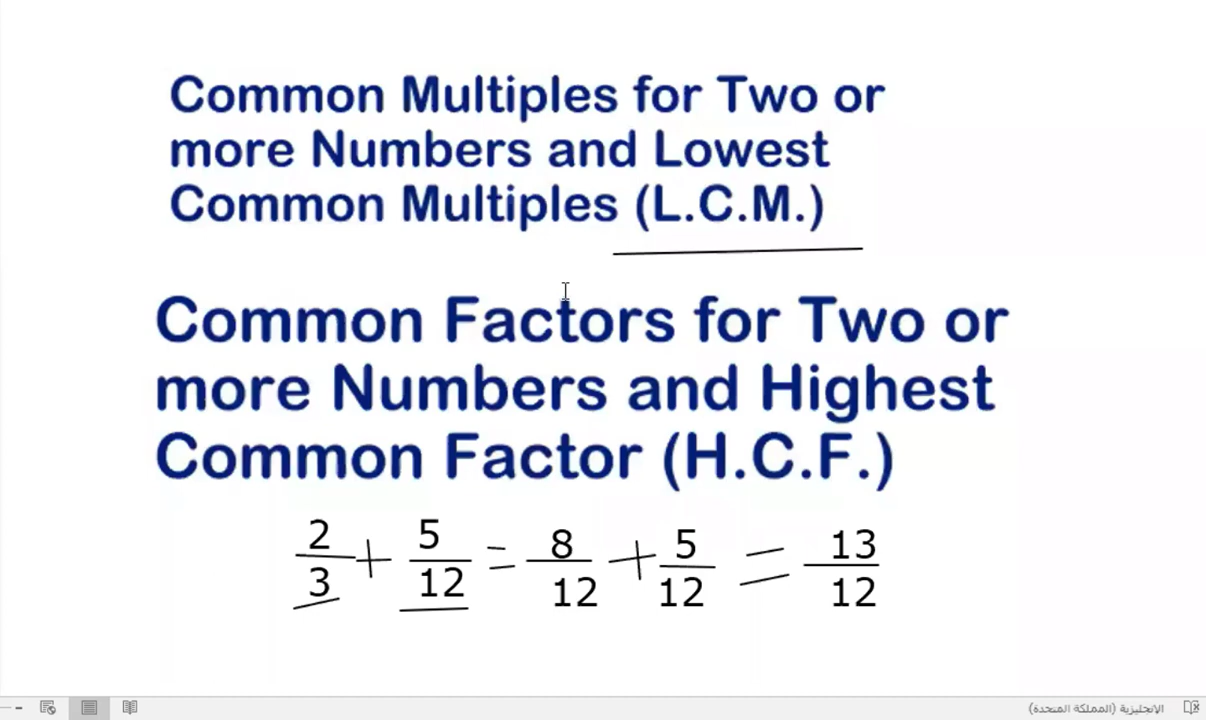 Common Multiples for Two or
more Numbers and Lowest
Common Multiples (L.C.M.)
Common Factors for Two or
more Numbers and Highest
Common Factor (H.C.F.)
2/3 + 5/12 = 8/12 + 5/12 = 13/12
الإنجليزية (المملكة المتحدة)